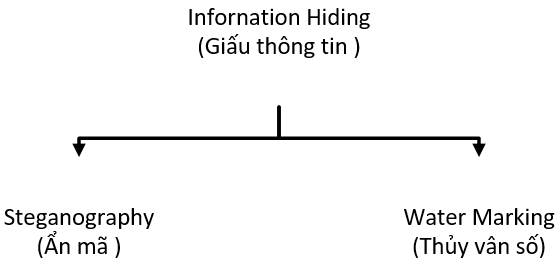 Infornation Hiding
(Giấu thông tin )
Steganography
(Ẩn mã )
Water Marking
(Thủy vân số)